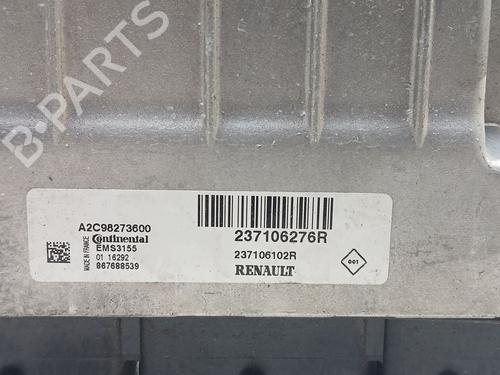 B-PARTS
A2C98273600
Continental
EMS3155
01 16292
867688539
MADE IN FRANCE
237106276R
237106102R
RENAULT
001